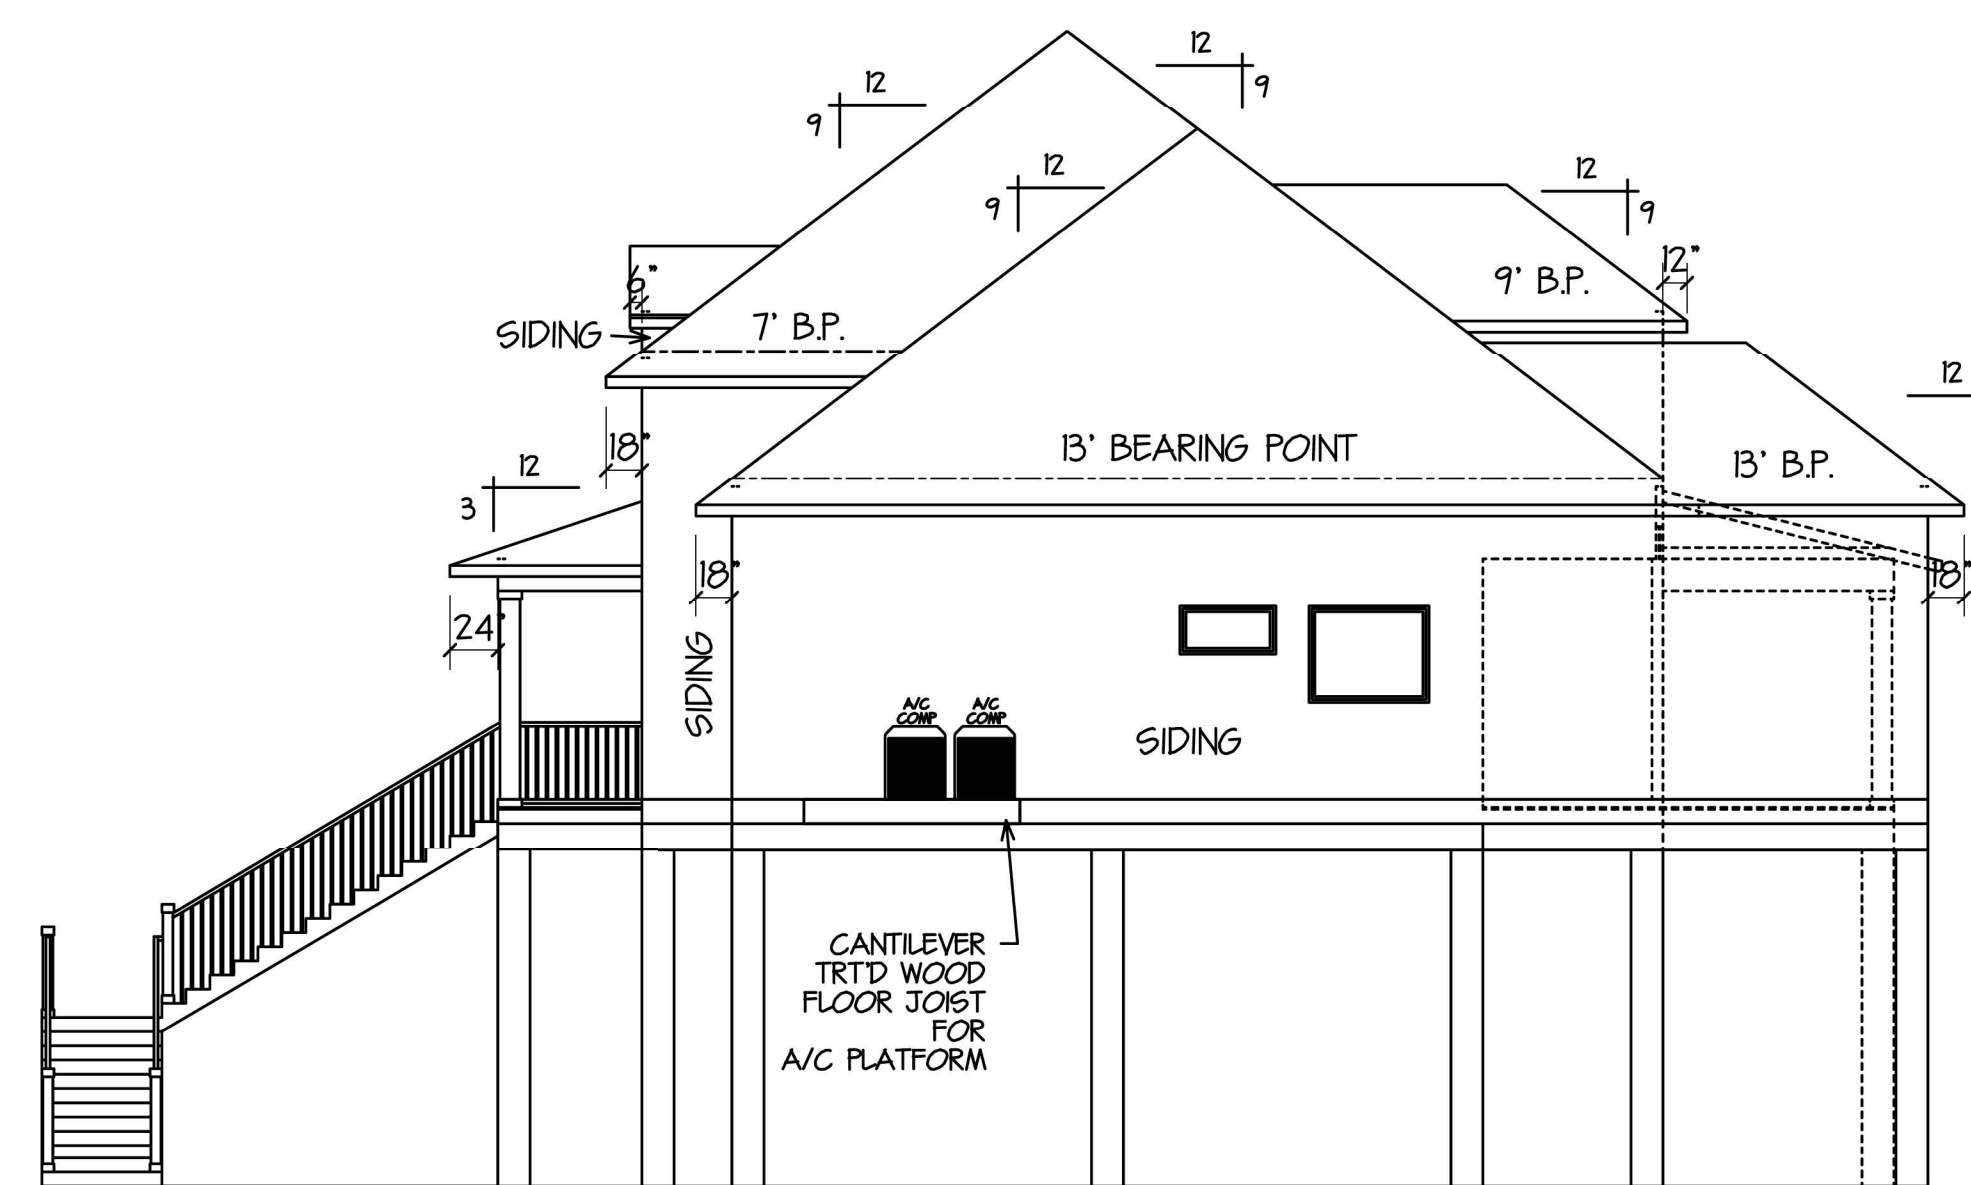 12
9
12
9
12
9
12
9
12"
9' B.P.
6"
SIDING
7' B.P.
12
18"
13' BEARING POINT
13' B.P.
12
3
18"
18"
24"
SIDING
A/C
COMP
A/C
COMP
SIDING
CANTILEVER
TRT'D WOOD
FLOOR JOIST
FOR
A/C PLATFORM